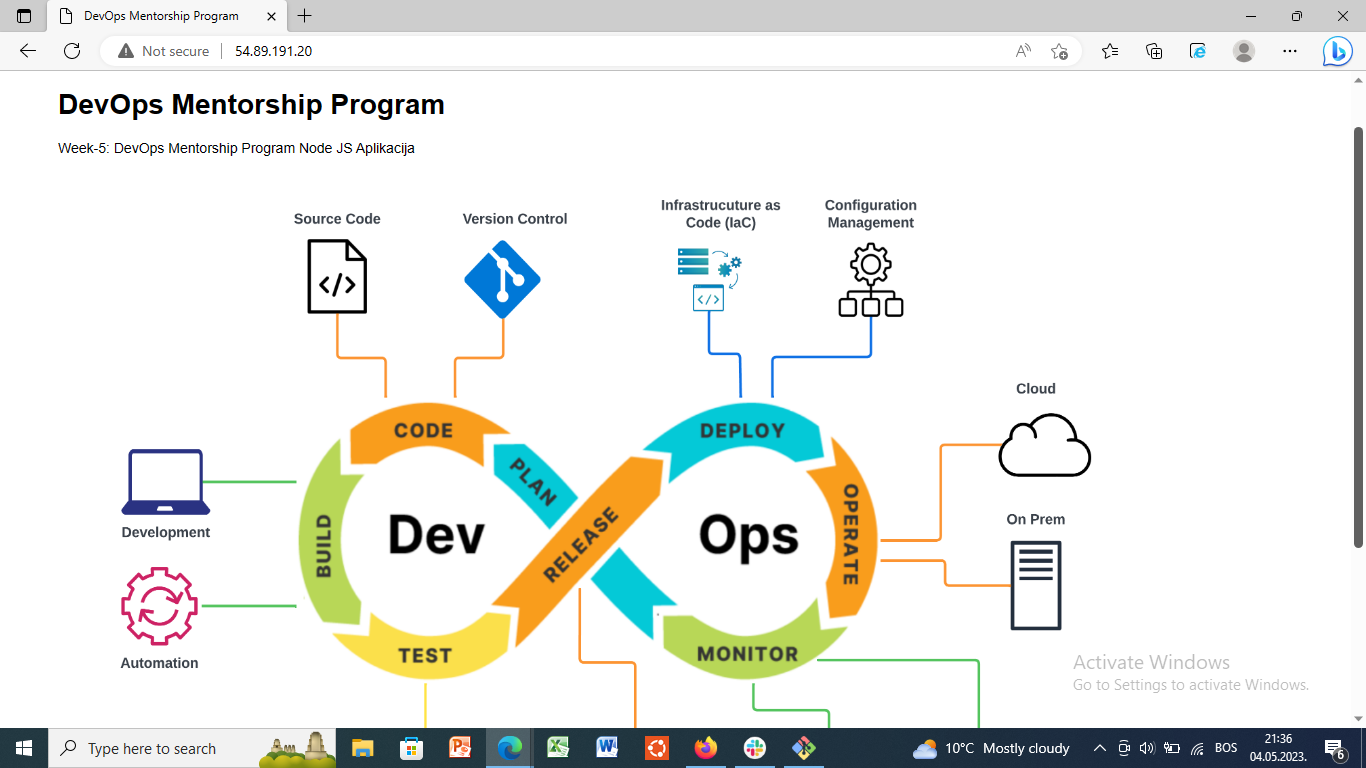 DevOps Mentorship Program
Not secure
54.89.191.20
DevOps Mentorship Program
Week-5: DevOps Mentorship Program Node JS Aplikacija
Source Code
Version Control
Infrastrucuture as
Code (IaC)
Configuration
Management
</>
</>
Cloud
CODE
DEPLOY
PLAN
Development
BUILD
Dev
RELEASE
Ops
OPERATE
On Prem
Automation
TEST
MONITOR
Activate Windows
Go to Settings to activate Windows.
Type here to search
10°C Mostly cloudy
BOS
21:36
04.05.2023.
6